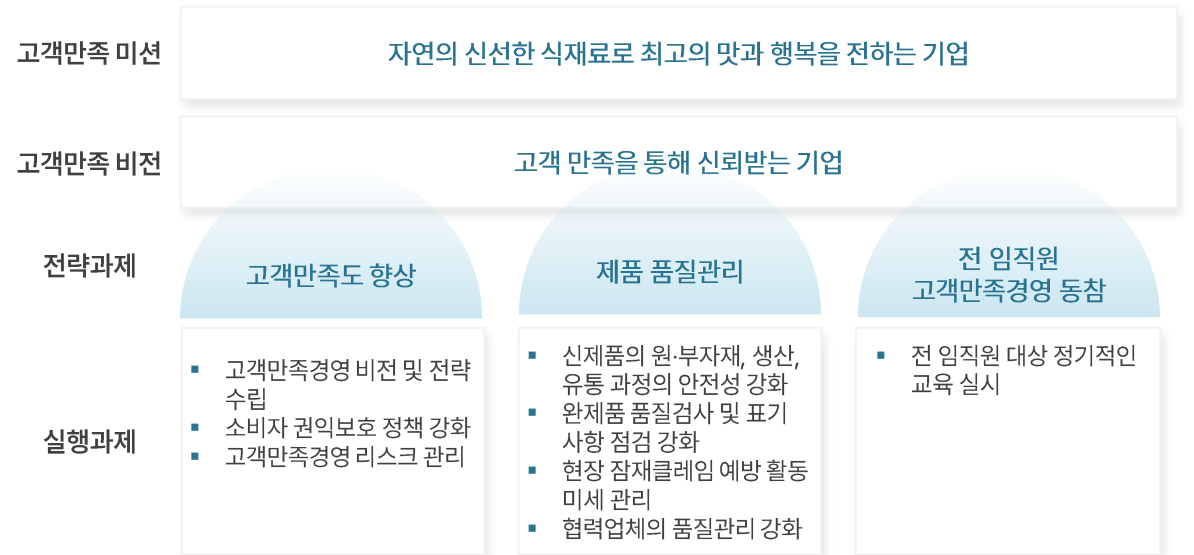 고객만족 미션
자연의 신선한 식재료로 최고의 맛과 행복을 전하는 기업
고객만족 비전
고객 만족을 통해 신뢰받는 기업
전략과제
고객만족도 향상
제품 품질관리
전 임직원
고객만족경영 동참
실행과제
▪ 고객만족경영 비전 및 전략
수립
▪ 소비자 권익보호 정책 강화
▪ 고객만족경영 리스크 관리
▪ 신제품의 원·부자재, 생산,
유통 과정의 안전성 강화
▪ 완제품 품질검사 및 표기
사항 점검 강화
▪ 현장 잠재클레임 예방 활동
미세 관리
▪ 협력업체의 품질관리 강화
▪ 전 임직원 대상 정기적인
교육 실시